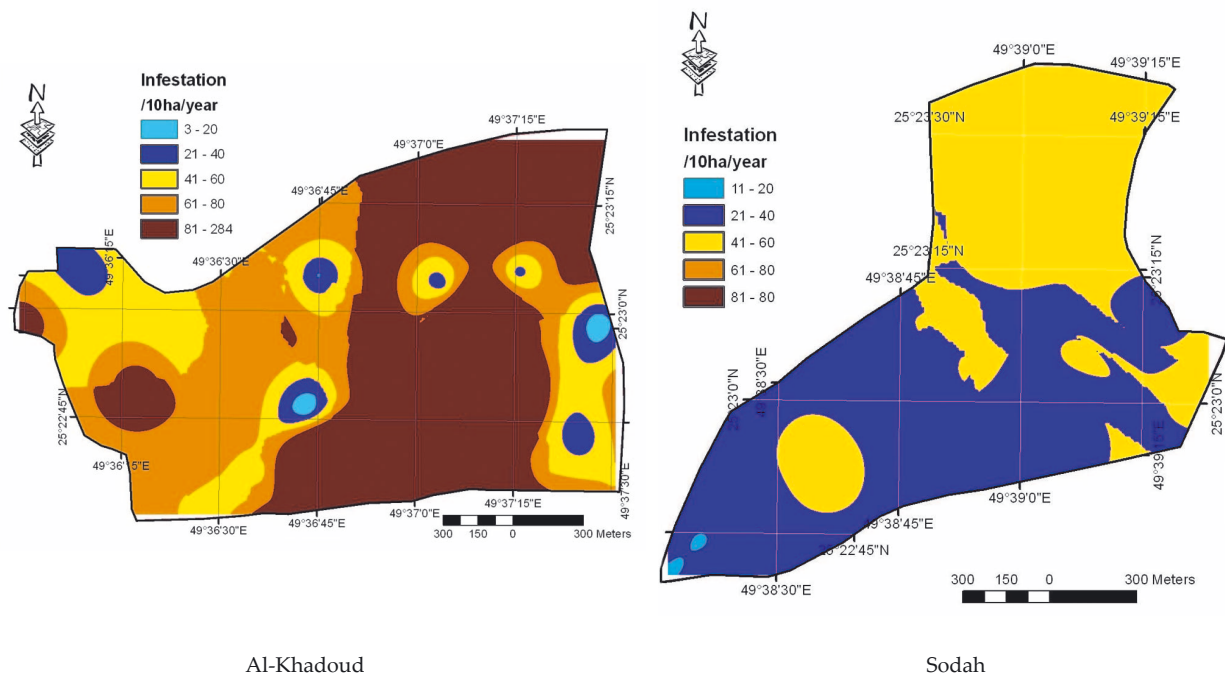 N
Infestation
/10ha/year
3 - 20
21 - 40
41 - 60
61 - 80
81 - 284
49°37'15"E
49°37'0"E
49°36'45"E
49°36'30"E
49°36'15"E
25°23'15"N
25°23'0"N
25°22'45"N
49°36'15"E
49°36'30"E
49°36'45"E
49°37'0"E
49°37'15"E
49°37'30"E
300 150 0 300 Meters
Al-Khadoud
N
Infestation
/10ha/year
11 - 20
21 - 40
41 - 60
61 - 80
81 - 80
49°39'0"E
49°39'15"E
25°23'30"N
49°39'15"E
25°23'15"N
49°38'45"E
25°23'15"N
25°23'0"N
25°23'0"N
49°39'15"E
49°39'0"E
49°38'45"E
49°38'30"E
300 150 0 300 Meters
Sodah